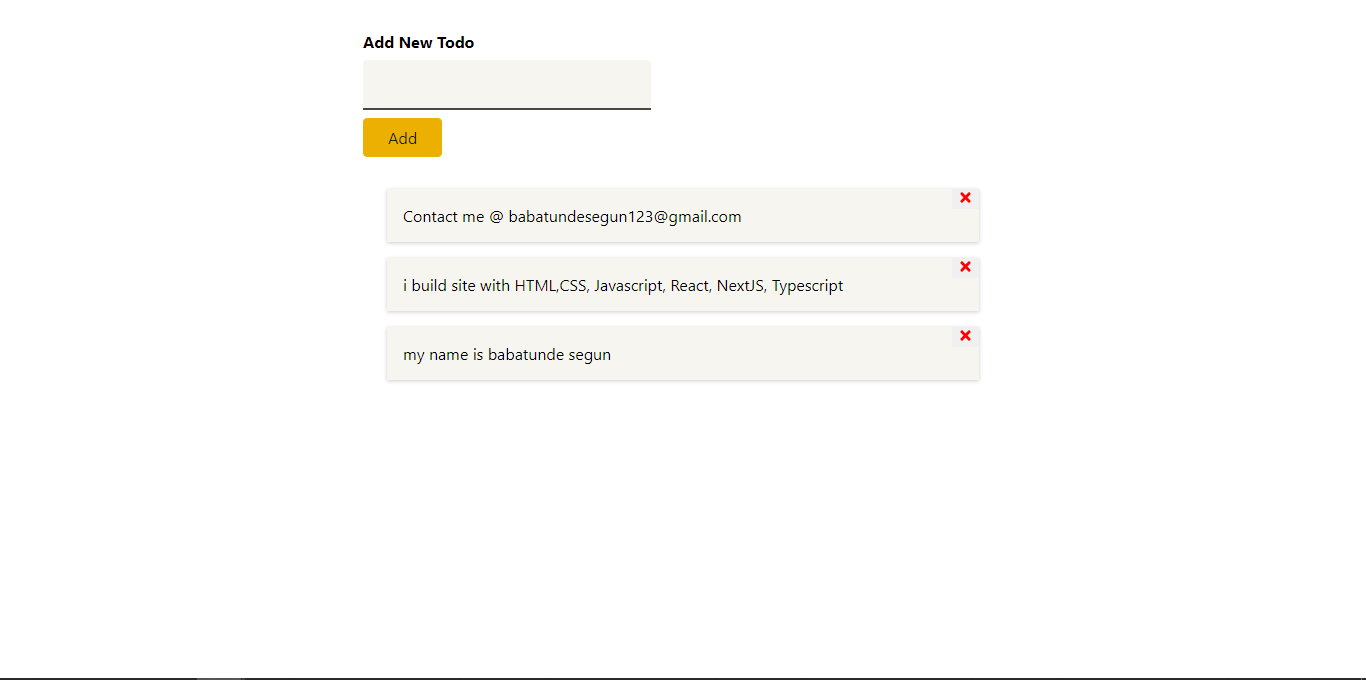 Add New Todo
Add
Contact me @ babatundesegun123@gmail.com
i build site with HTML,CSS, Javascript, React, NextJS, Typescript
my name is babatunde segun